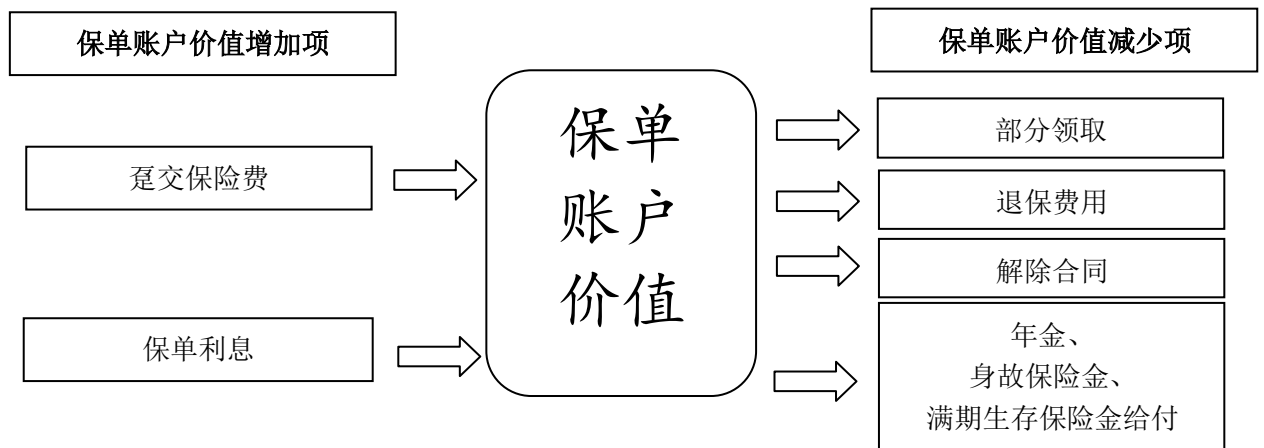 保单账户价值增加项
保单账户价值减少项
趸交保险费
保单利息
保单
账户
价值
部分领取
退保费用
解除合同
年金、
身故保险金、
满期生存保险金给付